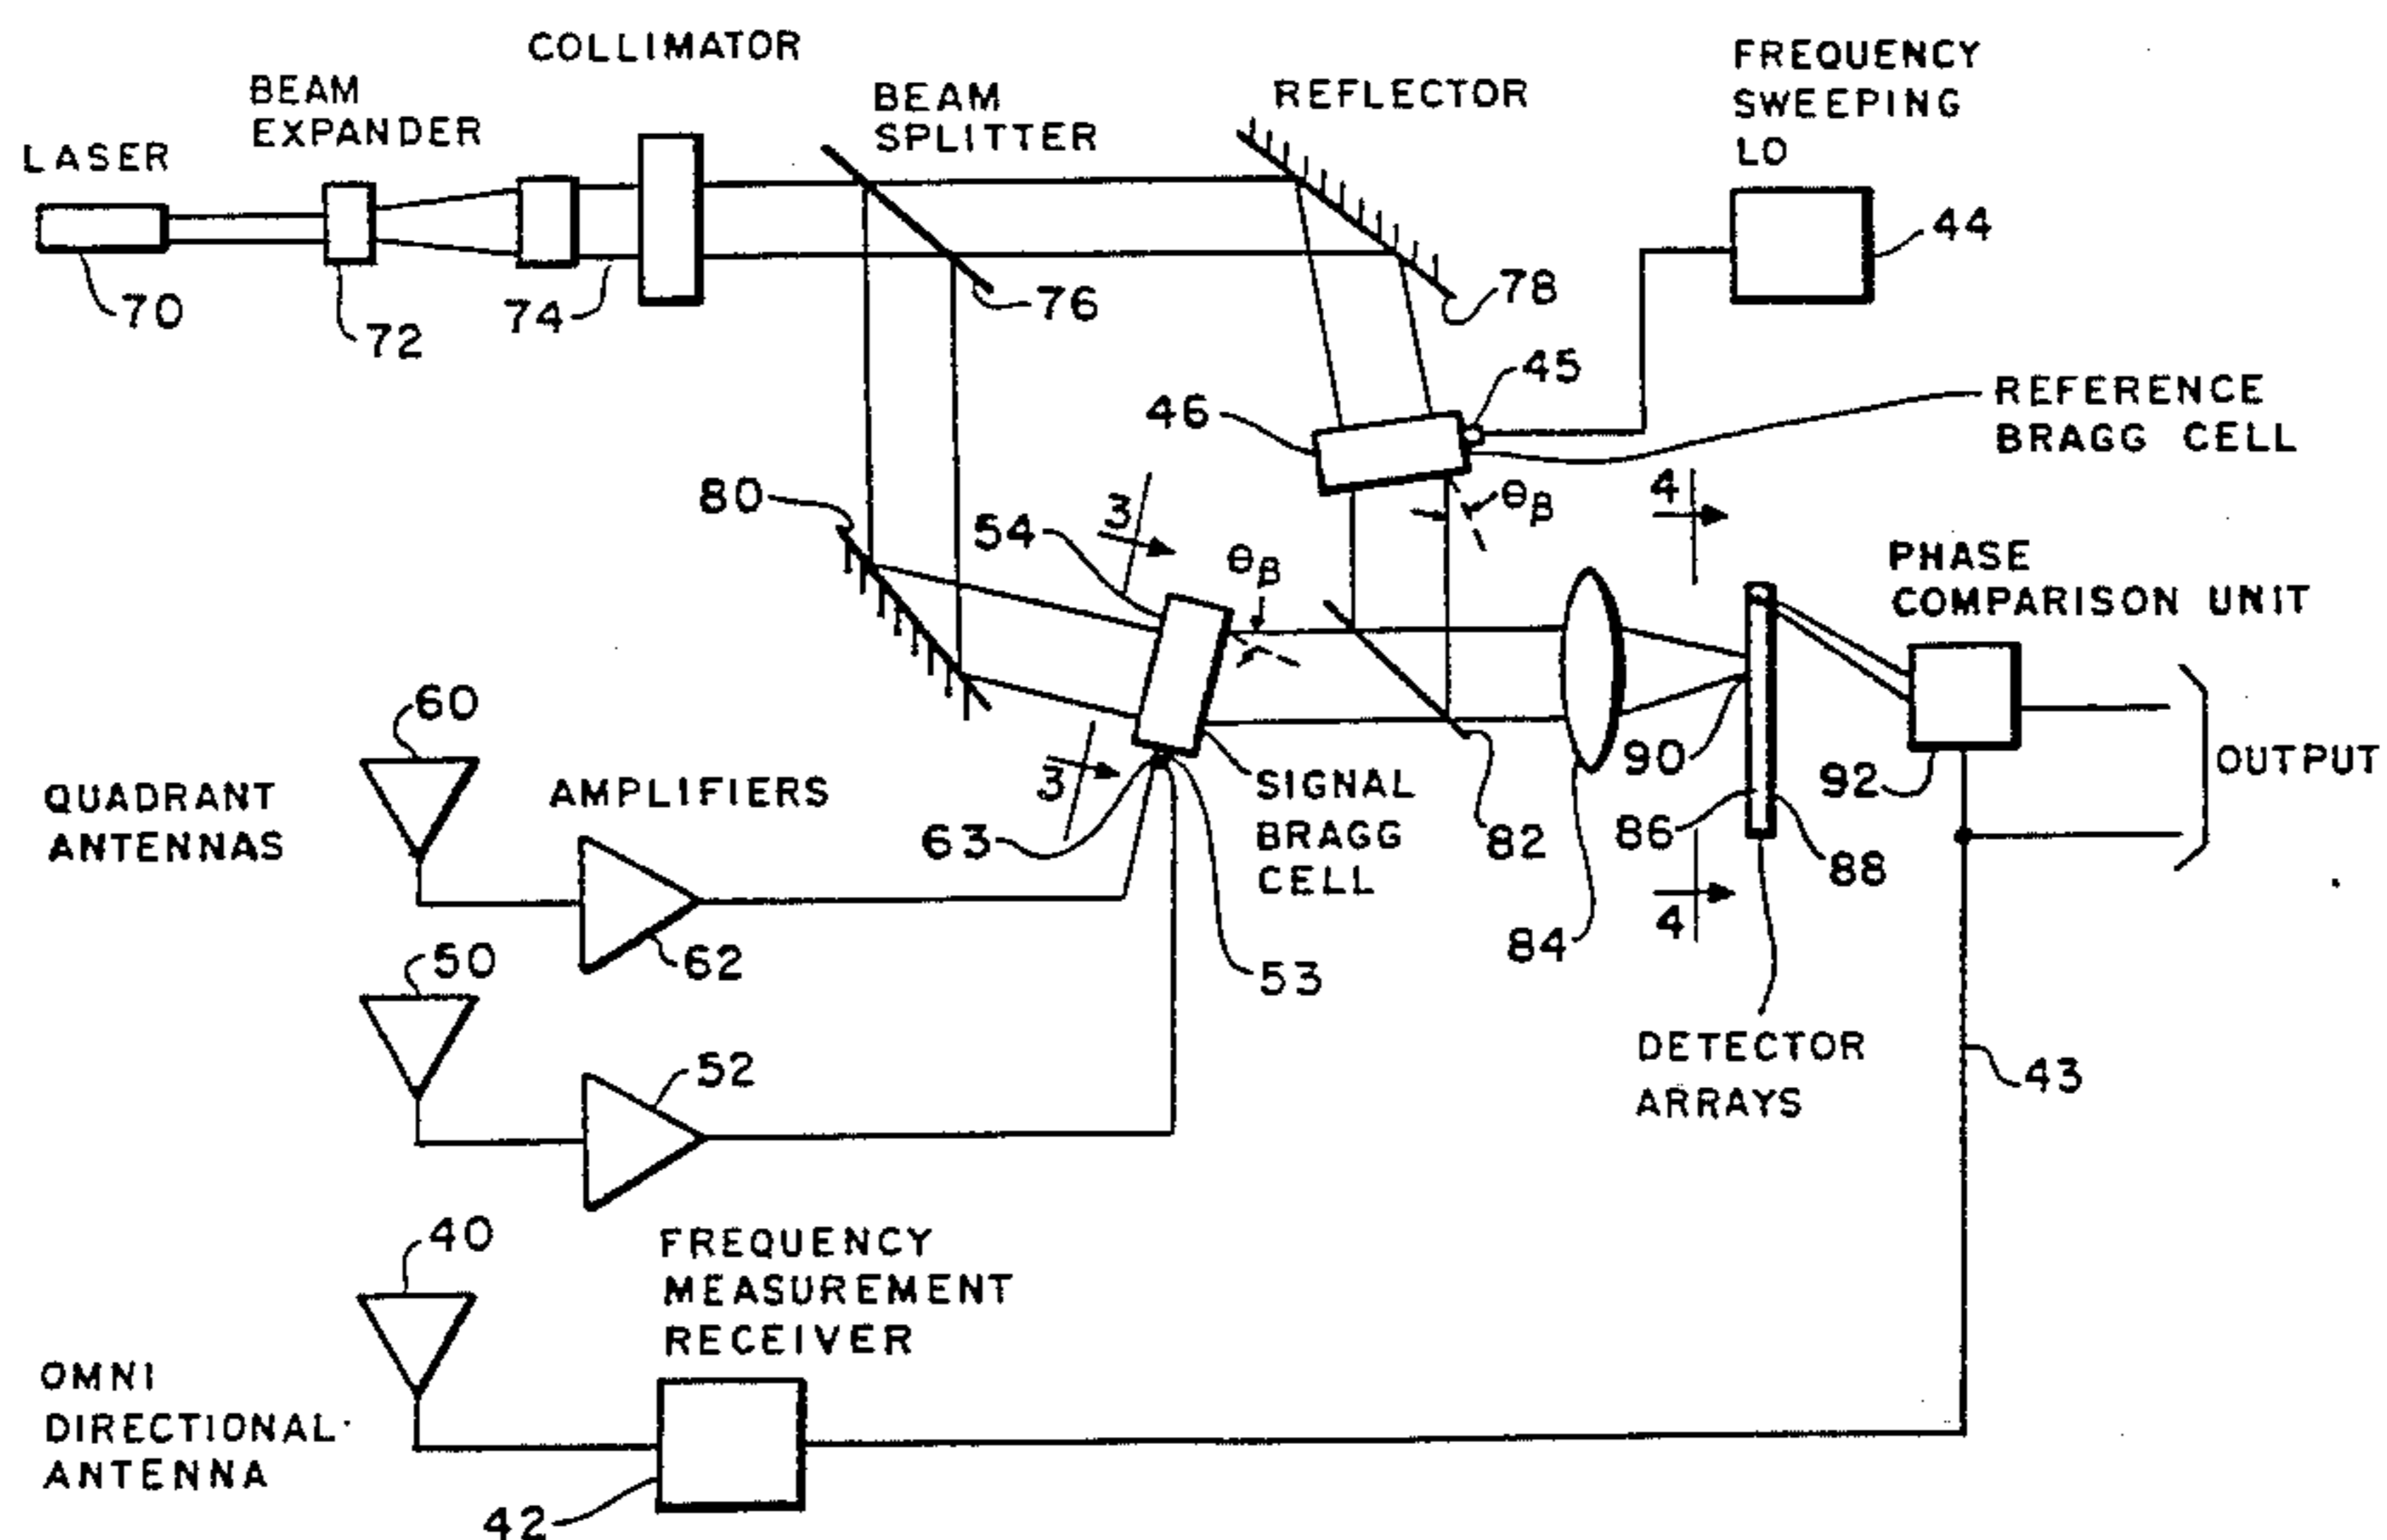 COLLIMATOR
FREQUENCY
SWEEPING
LO
BEAM
EXPANDER
BEAM
SPLITTER
REFLECTOR
LASER
44
70
72
74
76
78
45
46
REFERENCE
BRAGG CELL
80
54
3
θβ
θβ
4
PHASE
COMPARISON UNIT
60
QUADRANT
ANTENNAS
AMPLIFIERS
3
63
SIGNAL
BRAGG
CELL
82
90
86
88
92
OUTPUT
4
84
62
53
50
52
DETECTOR
ARRAYS
43
40
FREQUENCY
MEASUREMENT
RECEIVER
OMNI
DIRECTIONAL
ANTENNA
42